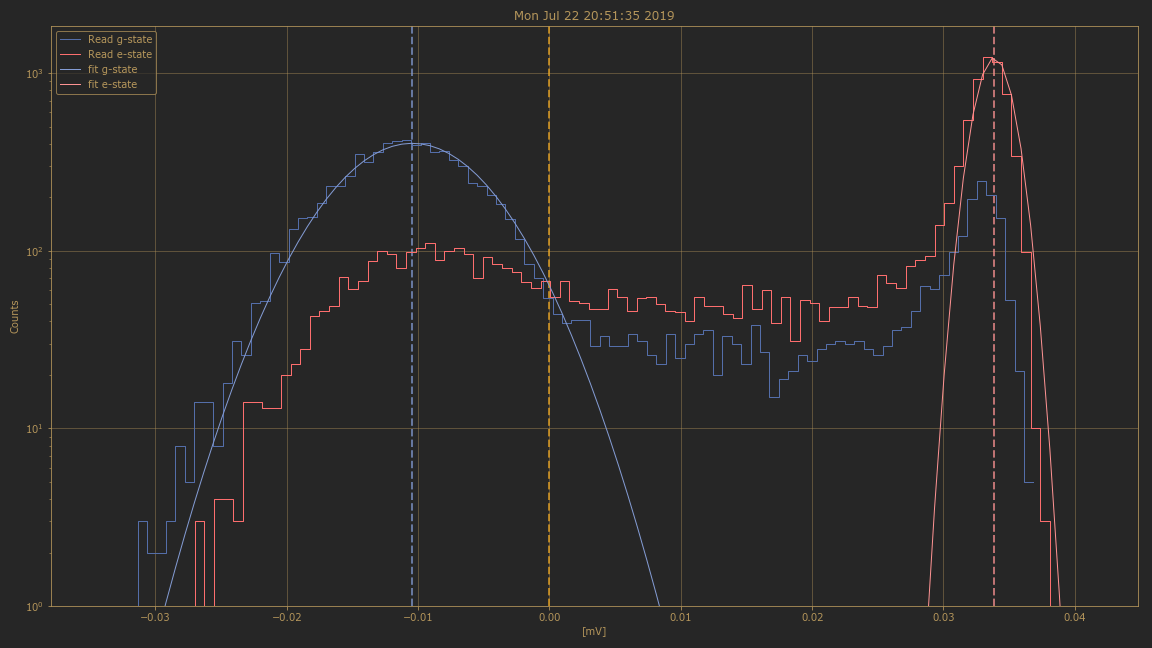 Mon Jul 22 20:51:35 2019
Read g-state
Read e-state
fit g-state
fit e-state
Counts
10³
10²
10¹
10⁰
−0.03 −0.02 −0.01 0.00 0.01 0.02 0.03 0.04
[mV]